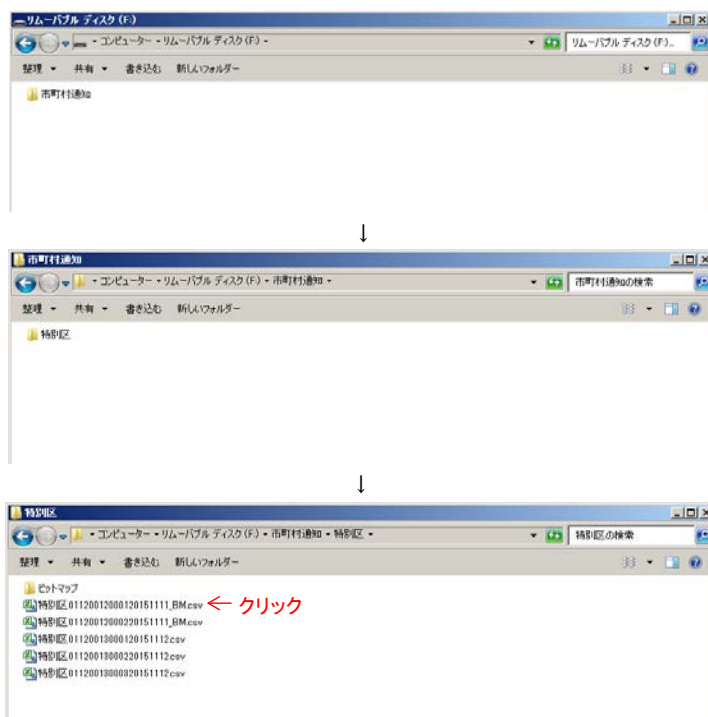 リムーバブル ディスク (F:)
コンピューター リムーバブル ディスク (F:)
リムーバブル ディスク (F:)...
整理 共有 書き込む 新しいフォルダー
市町村通知
↓
市町村通知
コンピューター リムーバブル ディスク (F:) 市町村通知
市町村通知の検索
整理 共有 書き込む 新しいフォルダー
特別区
↓
特別区
コンピューター リムーバブル ディスク (F:) 市町村通知 特別区
特別区の検索
整理 共有 書き込む 新しいフォルダー
ビットマップ
特別区01120012000120151111_BM.csv ← クリック
特別区01120012000220151111_BM.csv
特別区01120013000120151112.csv
特別区01120013000220151112.csv
特別区01120013000320151112.csv